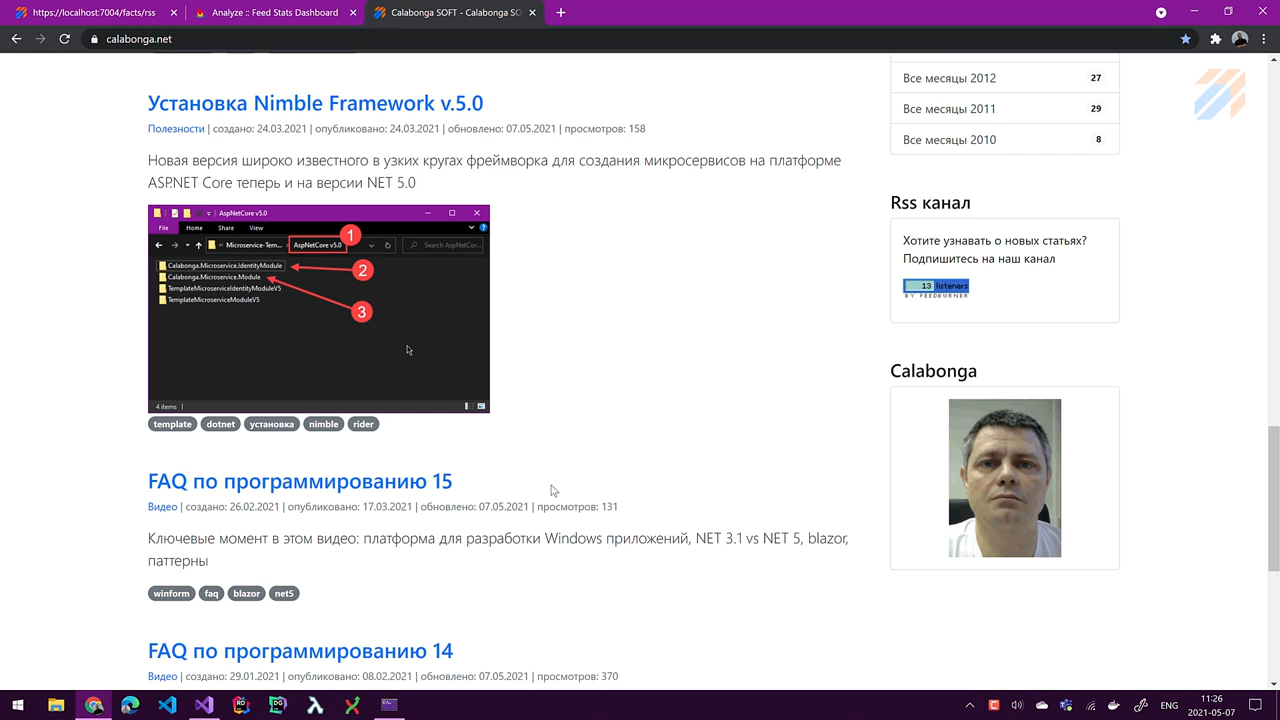 https://localhost:7004/facts/rss
Analyze :: Feed Stats Dashboard
Calabonga SOFT - Calabonga SO
calabonga.net
Установка Nimble Framework v.5.0
Полезности | создано: 24.03.2021 | опубликовано: 24.03.2021 | обновлено: 07.05.2021 | просмотров: 158
Новая версия широко известного в узких кругах фреймворка для создания микросервисов на платформе
ASP.NET Core теперь и на версии NET 5.0
AspNetCore v5.0
File Home Share View
Microservice-Tem... AspNetCore v5.0 Search AspNetCor...
1
Calabonga.Microservice.IdentityModule
Calabonga.Microservice.Module
TemplateMicroserviceIdentityModuleV5
TemplateMicroserviceModuleV5
2
3
4 items
template dotnet установка nimble rider
FAQ по программированию 15
Видео | создано: 26.02.2021 | опубликовано: 17.03.2021 | обновлено: 07.05.2021 | просмотров: 131
Ключевые момент в этом видео: платформа для разработки Windows приложений, NET 3.1 vs NET 5, blazor,
паттерны
winform faq blazor net5
FAQ по программированию 14
Видео | создано: 29.01.2021 | опубликовано: 08.02.2021 | обновлено: 07.05.2021 | просмотров: 370
Все месяцы 2012 27
Все месяцы 2011 29
Все месяцы 2010 8
Rss канал
Хотите узнавать о новых статьях?
Подпишитесь на наш канал
13 listeners
BY FEEDBURNER
Calabonga
ENG
11:26
2021-05-07